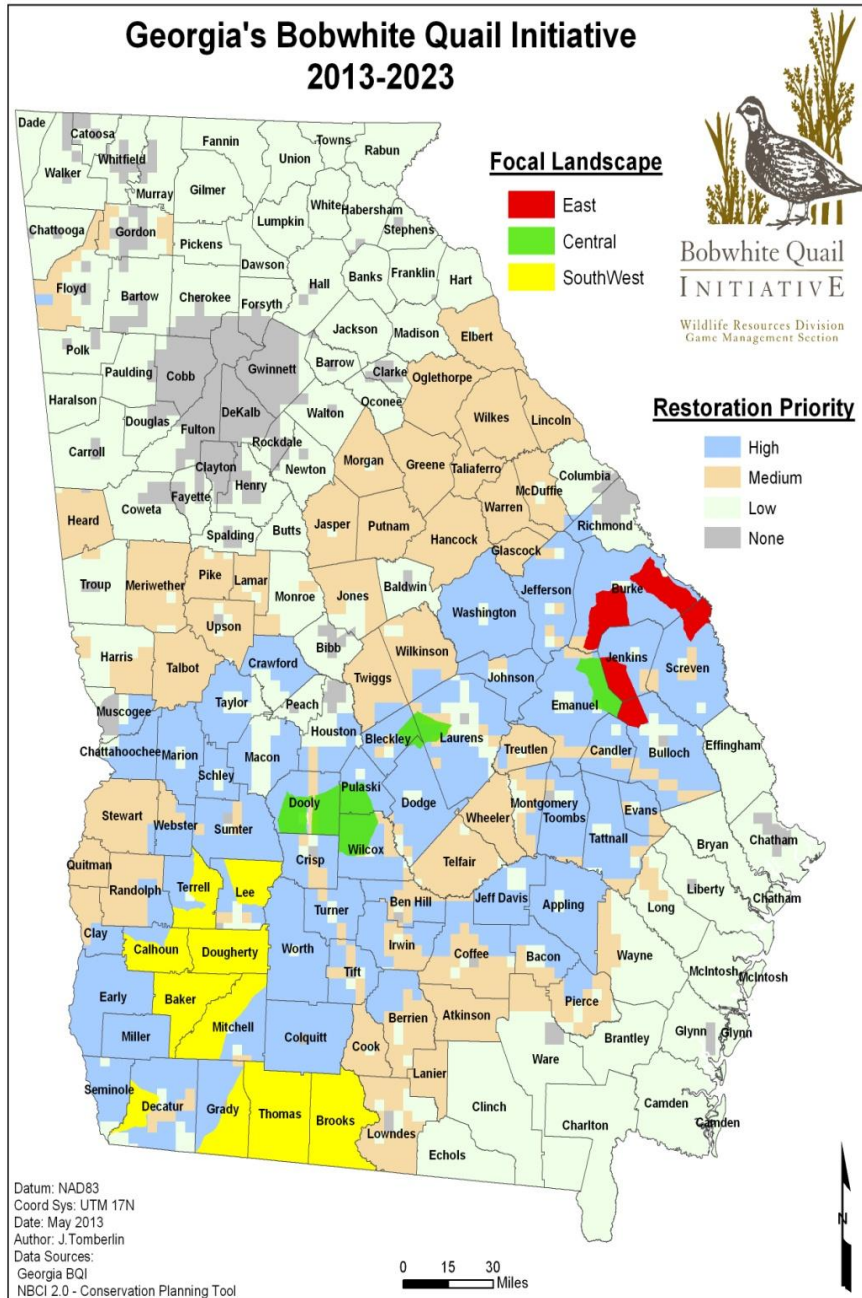 Georgia's Bobwhite Quail Initiative
2013-2023
Bobwhite Quail
INITIATIVE
Wildlife Resources Division
Game Management Section
Focal Landscape
East
Central
SouthWest
Restoration Priority
High
Medium
Low
None
Dade
Catoosa
Whitfield
Walker
Murray
Fannin
Gilmer
Union
Towns
Rabun
White
Habersham
Lumpkin
Stephens
Chattooga
Gordon
Pickens
Dawson
Floyd
Bartow
Cherokee
Forsyth
Hall
Banks
Franklin
Hart
Jackson
Madison
Elbert
Polk
Paulding
Cobb
Gwinnett
Barrow
Clarke
Oglethorpe
Oconee
Haralson
Douglas
Fulton
DeKalb
Walton
Wilkes
Lincoln
Rockdale
Carroll
Clayton
Newton
Morgan
Greene
Taliaferro
Columbia
Fayette
Henry
McDuffie
Coweta
Heard
Spalding
Butts
Jasper
Putnam
Warren
Richmond
Hancock
Glascock
Troup
Meriwether
Pike
Lamar
Monroe
Jones
Baldwin
Washington
Jefferson
Burke
Upson
Harris
Talbot
Bibb
Wilkinson
Crawford
Twiggs
Johnson
Jenkins
Screven
Emanuel
Taylor
Peach
Houston
Muscogee
Bleckley
Laurens
Chattahoochee
Marion
Macon
Treutlen
Candler
Bulloch
Effingham
Schley
Pulaski
Stewart
Webster
Sumter
Dooly
Dodge
Wheeler
Montgomery
Toombs
Evans
Tattnall
Bryan
Chatham
Quitman
Randolph
Terrell
Lee
Crisp
Wilcox
Telfair
Jeff Davis
Appling
Long
Liberty
Chatham
Turner
Ben Hill
Clay
Calhoun
Dougherty
Worth
Irwin
Coffee
Bacon
Wayne
McIntosh
McIntosh
Tift
Early
Baker
Mitchell
Pierce
Berrien
Atkinson
Miller
Colquitt
Cook
Brantley
Glynn
Glynn
Ware
Lanier
Seminole
Decatur
Grady
Thomas
Brooks
Clinch
Lowndes
Charlton
Camden
Camden
Echols
Datum: NAD83
Coord Sys: UTM 17N
Date: May 2013
Author: J.Tomberlin
Data Sources:
Georgia BQI
NBCI 2.0 - Conservation Planning Tool
0 15 30
Miles
N